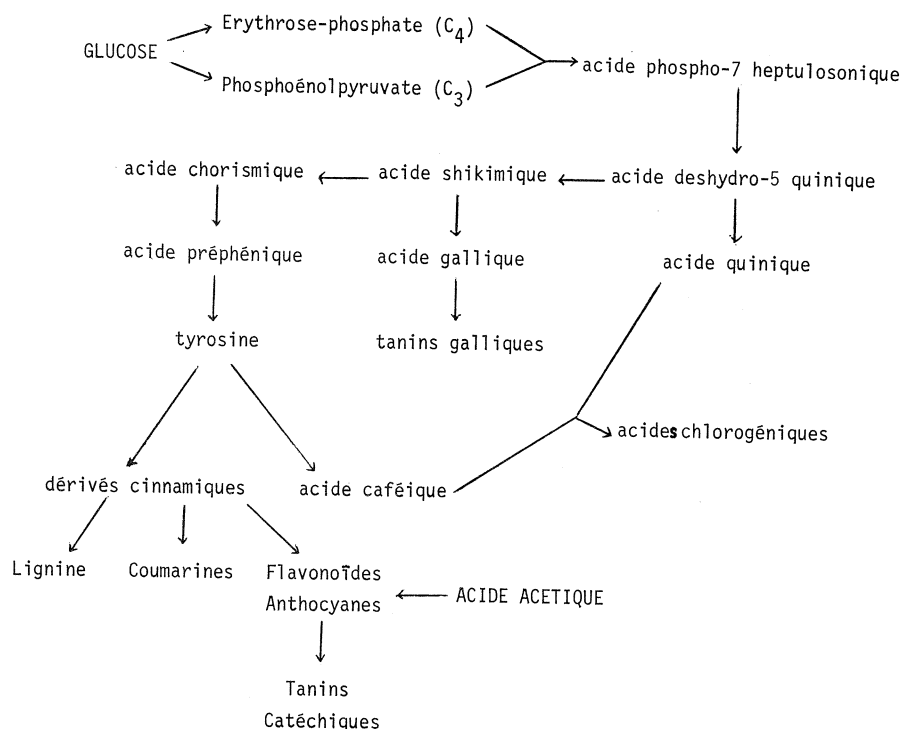 Erythrose-phosphate (C4)
GLUCOSE
Phosphoénolpyruvate (C3)
acide phospho-7 heptulosonique
acide chorismique
acide shikimique
acide deshydro-5 quinique
acide préphénique
acide gallique
acide quinique
tyrosine
tanins galliques
acides chlorogéniques
dérivés cinnamiques
acide caféique
Lignine
Coumarines
Flavonoïdes
Anthocyanes
ACIDE ACETIQUE
Tanins
Catéchiques